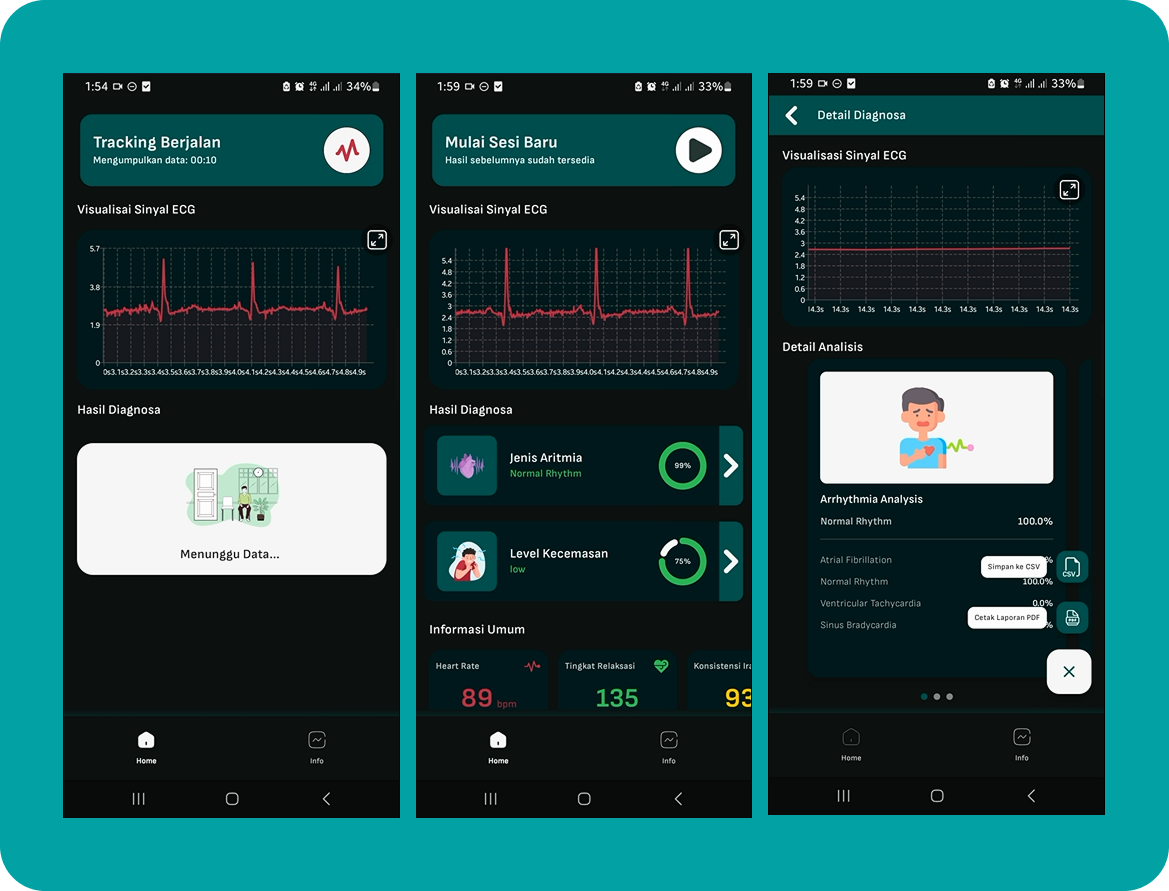 1:54
4G
34%
Tracking Berjalan
Mengumpulkan data: 00:10
Visualisai Sinyal ECG
5.7
3.8
1.9
0
0s3.1s3.2s3.3s3.4s3.5s3.6s3.7s3.8s3.9s4.0s4.1s4.2s4.3s4.4s4.5s4.6s4.7s4.8s4.9s
Hasil Diagnosa
Menunggu Data...
Home
Info
1:59
4G
33%
Mulai Sesi Baru
Hasil sebelumnya sudah tersedia
Visualisai Sinyal ECG
5.4
4.8
4.2
3.6
3
2.4
1.8
1.2
0.6
0
0s3.1s3.2s3.3s3.4s3.5s3.6s3.7s3.8s3.9s4.0s4.1s4.2s4.3s4.4s4.5s4.6s4.7s4.8s4.9s
Hasil Diagnosa
Jenis Aritmia
Normal Rhythm
99%
Level Kecemasan
low
75%
Informasi Umum
Heart Rate
Tingkat Relaksasi
Konsistensi Ira
89 bpm
135
93
Home
Info
1:59
4G
33%
Detail Diagnosa
Visualisasi Sinyal ECG
5.4
4.8
4.2
3.6
3
2.4
1.8
1.2
0.6
0
14.3s 14.3s 14.3s 14.3s 14.3s 14.3s 14.3s 14.3s 14.3s
Detail Analisis
Arrhythmia Analysis
Normal Rhythm 100.0%
Atrial Fibrillation %
Simpan ke CSV
CSV
Normal Rhythm 100.0%
Ventricular Tachycardia 0.0%
Cetak Laporan PDF
PDF
Sinus Bradycardia %
Home
Info